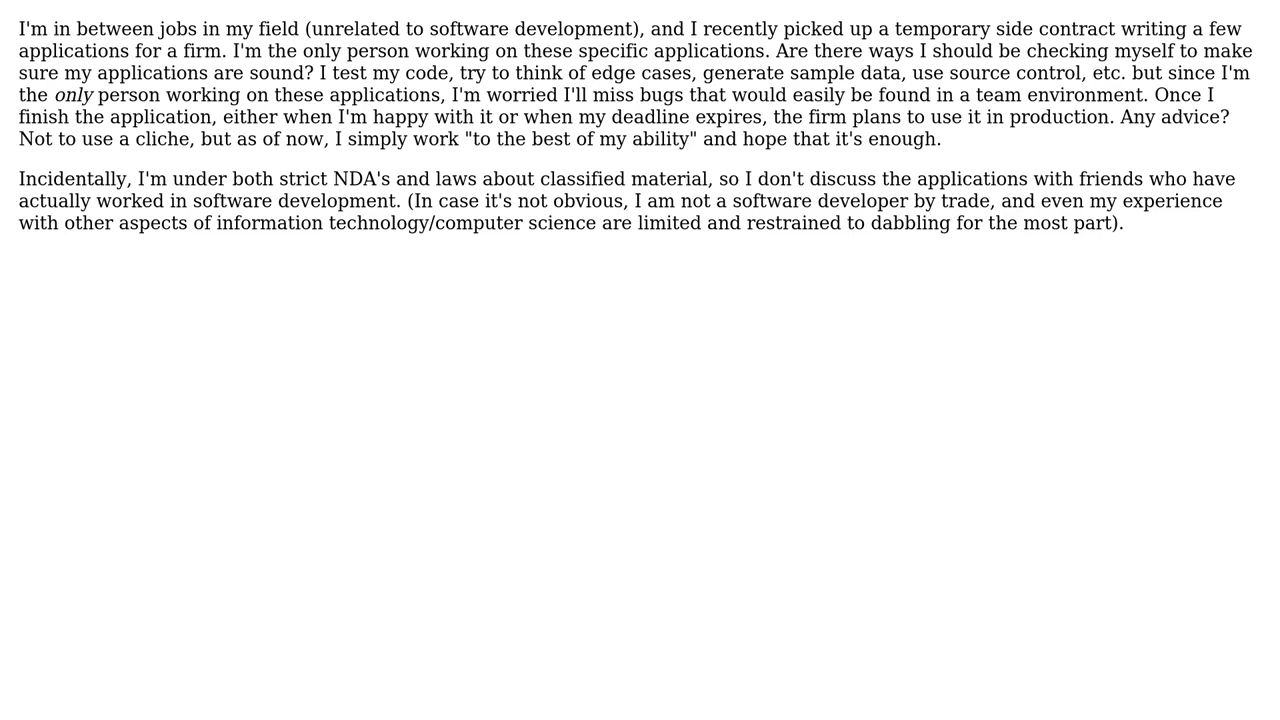 I'm in between jobs in my field (unrelated to software development), and I recently picked up a temporary side contract writing a few
applications for a firm. I'm the only person working on these specific applications. Are there ways I should be checking myself to make
sure my applications are sound? I test my code, try to think of edge cases, generate sample data, use source control, etc. but since I'm
the only person working on these applications, I'm worried I'll miss bugs that would easily be found in a team environment. Once I
finish the application, either when I'm happy with it or when my deadline expires, the firm plans to use it in production. Any advice?
Not to use a cliche, but as of now, I simply work "to the best of my ability" and hope that it's enough.
Incidentally, I'm under both strict NDA's and laws about classified material, so I don't discuss the applications with friends who have
actually worked in software development. (In case it's not obvious, I am not a software developer by trade, and even my experience
with other aspects of information technology/computer science are limited and restrained to dabbling for the most part).